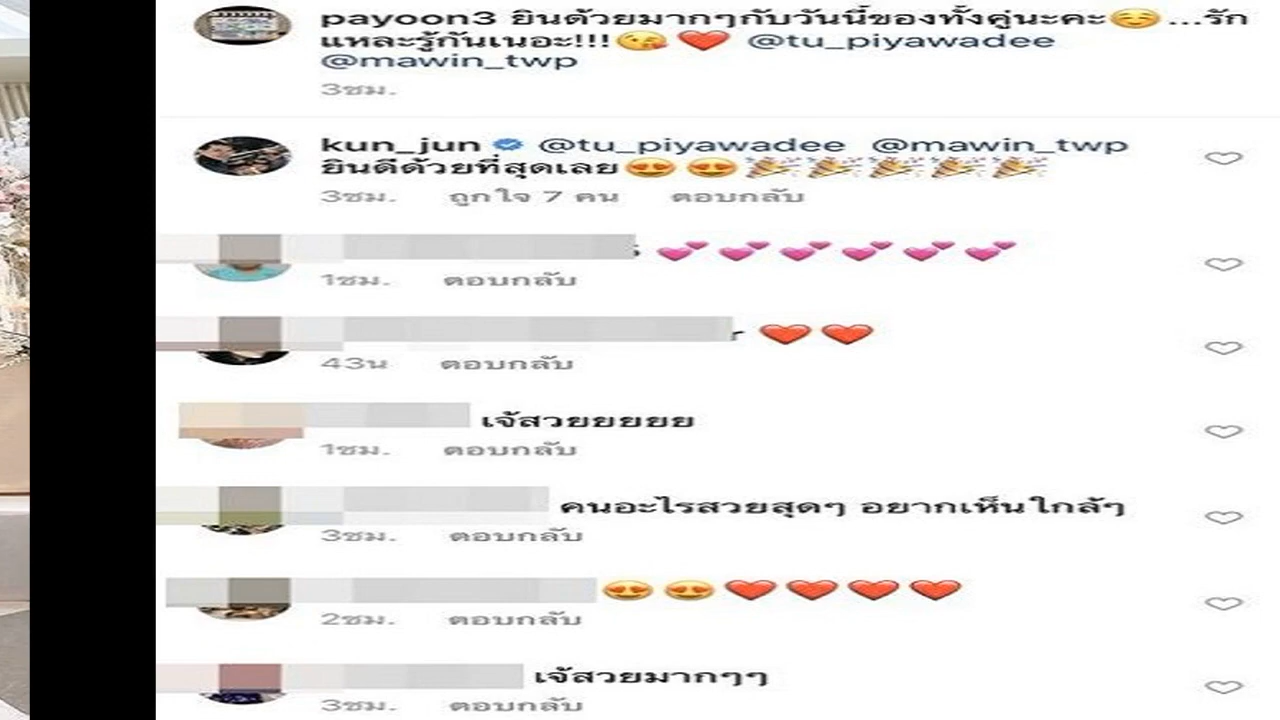 payoon3 ยินด้วยมากๆกับวันนี้ของทั้งคู่นะคะ☺️...รัก
แหละรู้กันเนอะ!!!😘❤️ @tu_piyawadee
@mawin_twp
3ชม.
kun_jun @tu_piyawadee @mawin_twp
ยินดีด้วยที่สุดเลย😍😍🎉🎉🎉🎉🎉
3ชม. ถูกใจ 7 คน ตอบกลับ
💕💕💕💕💕💕
1ชม. ตอบกลับ
❤️❤️
43น ตอบกลับ
เจ้สวยยยยย
1ชม. ตอบกลับ
คนอะไรสวยสุดๆ อยากเห็นใกล้ๆ
3ชม. ตอบกลับ
😍😍❤️❤️❤️❤️
2ชม. ตอบกลับ
เจ้สวยมากๆๆ
3ชม. ตอบกลับ